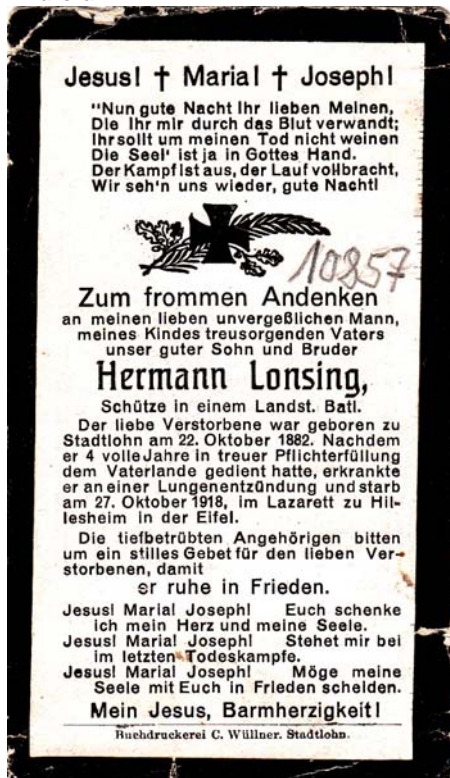 Jesus! † Maria! † Joseph!
"Nun gute Nacht Ihr lieben Meinen,
Die Ihr mir durch das Blut verwandt;
Ihr sollt um meinen Tod nicht weinen
Die Seel' ist ja in Gottes Hand.
Der Kampf ist aus, der Lauf vollbracht,
Wir seh'n uns wieder, gute Nacht!
10857
Zum frommen Andenken
an meinen lieben unvergeßlichen Mann,
meines Kindes treusorgenden Vaters
unser guter Sohn und Bruder
Hermann Lonsing,
Schütze in einem Landst. Batl.
Der liebe Verstorbene war geboren zu
Stadtlohn am 22. Oktober 1882. Nachdem
er 4 volle Jahre in treuer Pflichterfüllung
dem Vaterlande gedient hatte, erkrankte
er an einer Lungenentzündung und starb
am 27. Oktober 1918, im Lazarett zu Hil-
lesheim in der Eifel.
Die tiefbetrübten Angehörigen bitten
um ein stilles Gebet für den lieben Ver-
storbenen, damit
er ruhe in Frieden.
Jesus! Maria! Joseph! Euch schenke
ich mein Herz und meine Seele.
Jesus! Maria! Joseph! Stehet mir bei
im letzten Todeskampfe.
Jesus! Maria! Joseph! Möge meine
Seele mit Euch in Frieden scheiden.
Mein Jesus, Barmherzigkeit!
Buchdruckerei C. Wüllner. Stadtlohn.